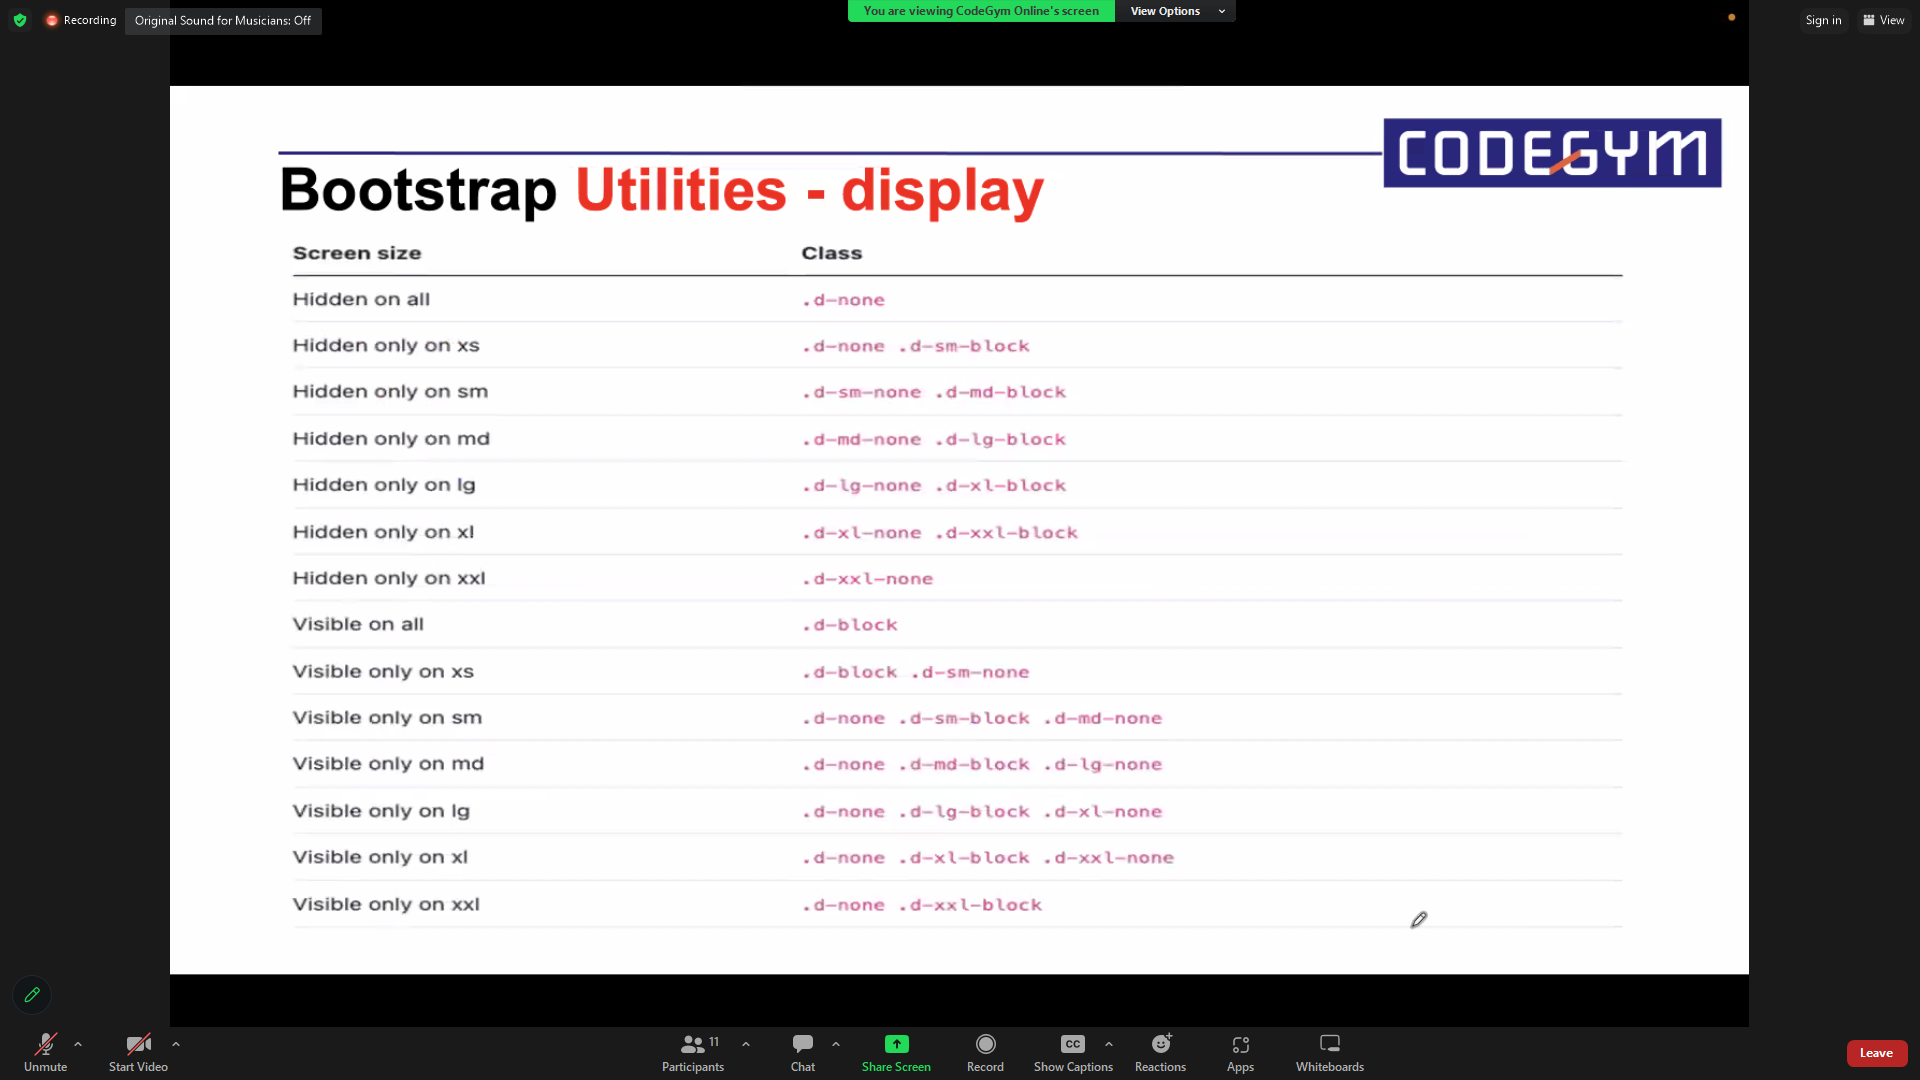 Recording
Original Sound for Musicians: Off
You are viewing CodeGym Online's screen
View Options
Sign in
View
CODEGYM
Bootstrap Utilities - display
Screen size Class
Hidden on all .d-none
Hidden only on xs .d-none .d-sm-block
Hidden only on sm .d-sm-none .d-md-block
Hidden only on md .d-md-none .d-lg-block
Hidden only on lg .d-lg-none .d-xl-block
Hidden only on xl .d-xl-none .d-xxl-block
Hidden only on xxl .d-xxl-none
Visible on all .d-block
Visible only on xs .d-block .d-sm-none
Visible only on sm .d-none .d-sm-block .d-md-none
Visible only on md .d-none .d-md-block .d-lg-none
Visible only on lg .d-none .d-lg-block .d-xl-none
Visible only on xl .d-none .d-xl-block .d-xxl-none
Visible only on xxl .d-none .d-xxl-block
11
CC
Unmute
Start Video
Participants
Chat
Share Screen
Record
Show Captions
Reactions
Apps
Whiteboards
Leave